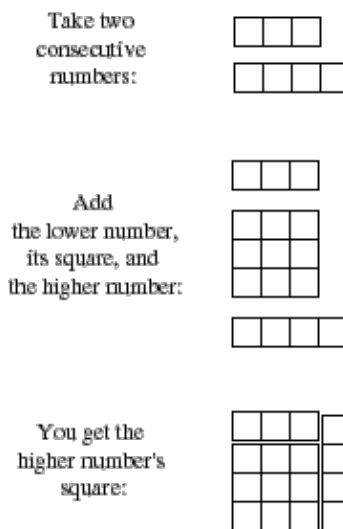 Take two
consecutive
numbers:
Add
the lower number,
its square, and
the higher number:
You get the
higher number's
square: